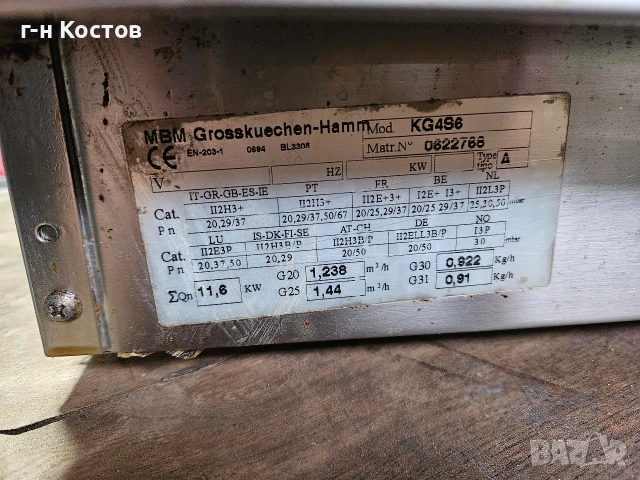 г-н Костов
MBM Grosskuechen-Hamm Mod. KG4S6
CE EN-203-1 0694 BL3305 Matr.N° 0622768
V HZ KW Type tipo A
IT-GR-GB-ES-IE PT FR BE NL
Cat. II2H3+ II2H3+ II2E+3+ I2E+ I3+ II2L3P
Pn 20,29/37 20,29/37,50/67 20/25,29/37 20/25 29/37 25,30,50 mbar
LU IS-DK-FI-SE AT-CH DE NO
Cat. II2E3P II2H3B/P II2H3B/P II2ELL3B/P I3P
Pn 20,37,50 20,29 20/50 20/50 30 mbar
ΣQn 11,6 KW G20 1,238 m³/h G30 0,922 Kg/h
G25 1,44 m³/h G31 0,91 Kg/h
BAZAR